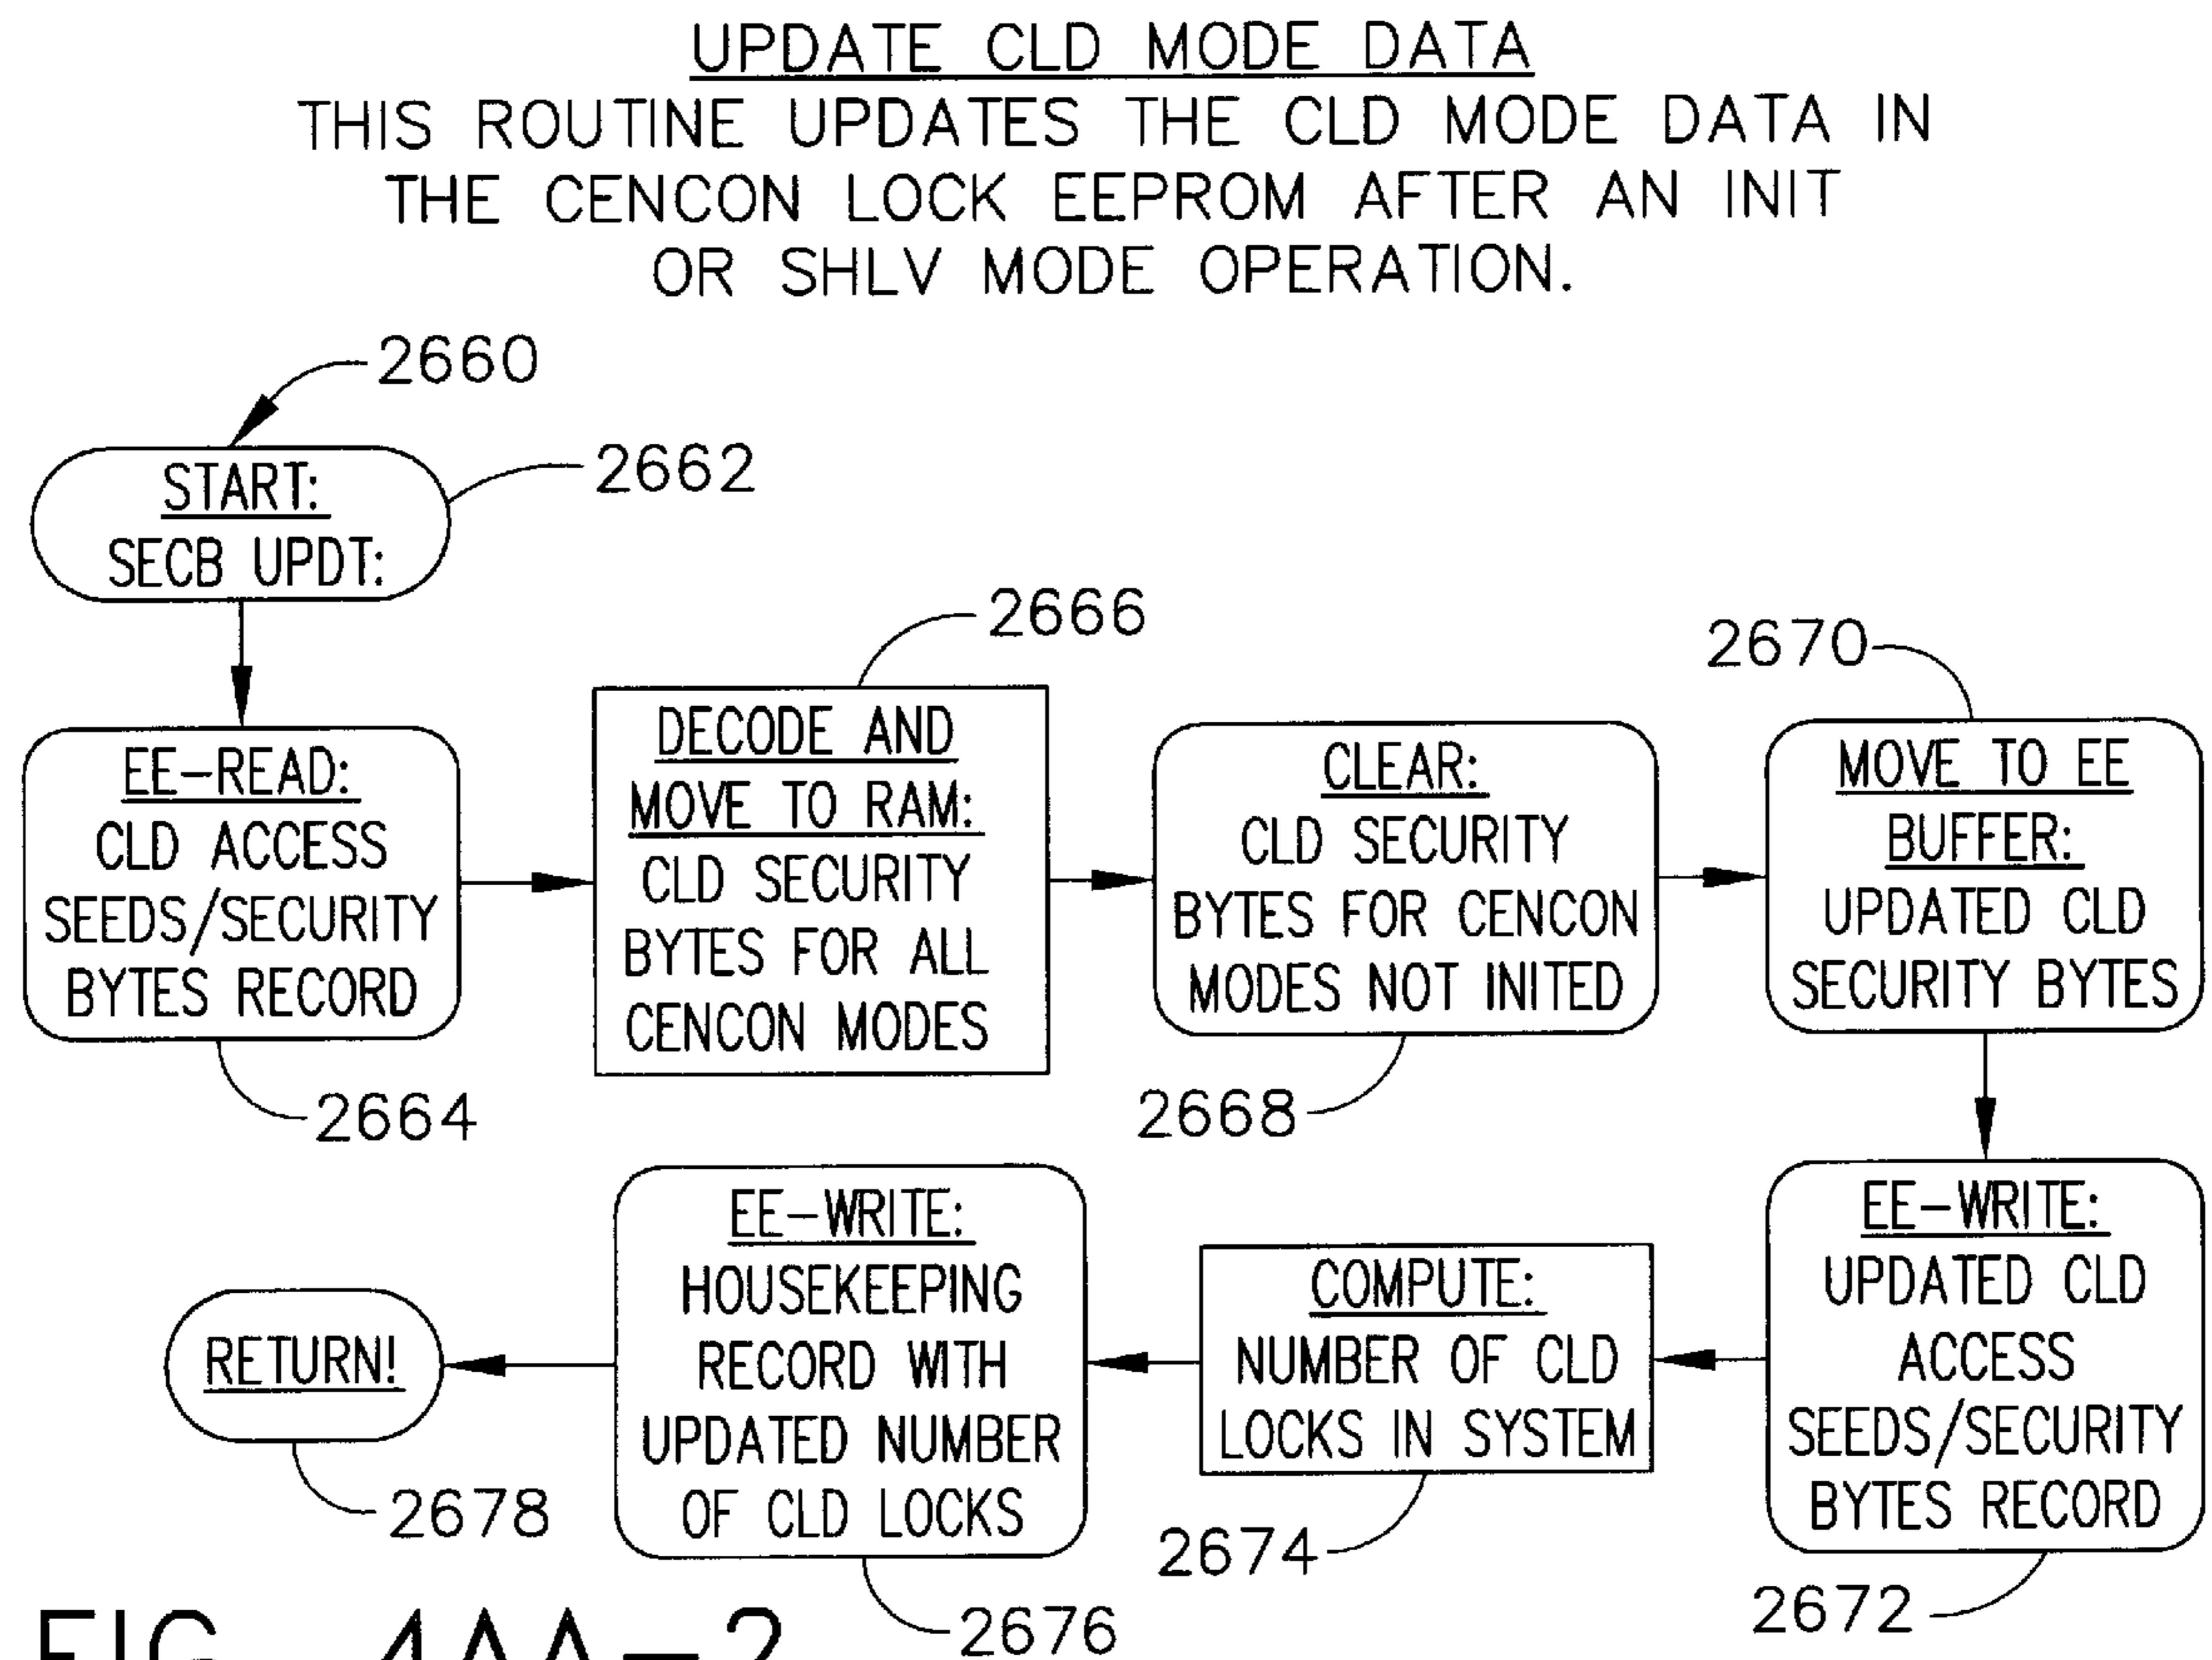 UPDATE CLD MODE DATA
THIS ROUTINE UPDATES THE CLD MODE DATA IN
THE CENCON LOCK EEPROM AFTER AN INIT
OR SHLV MODE OPERATION.
2660
START:
SECB UPDT:
2662
EE-READ:
CLD ACCESS
SEEDS/SECURITY
BYTES RECORD
2664
DECODE AND
MOVE TO RAM:
CLD SECURITY
BYTES FOR ALL
CENCON MODES
2666
CLEAR:
CLD SECURITY
BYTES FOR CENCON
MODES NOT INITED
2668
MOVE TO EE
BUFFER:
UPDATED CLD
SECURITY BYTES
2670
EE-WRITE:
UPDATED CLD
ACCESS
SEEDS/SECURITY
BYTES RECORD
2672
COMPUTE:
NUMBER OF CLD
LOCKS IN SYSTEM
2674
EE-WRITE:
HOUSEKEEPING
RECORD WITH
UPDATED NUMBER
OF CLD LOCKS
2676
RETURN!
2678
FIG. 4AA-2